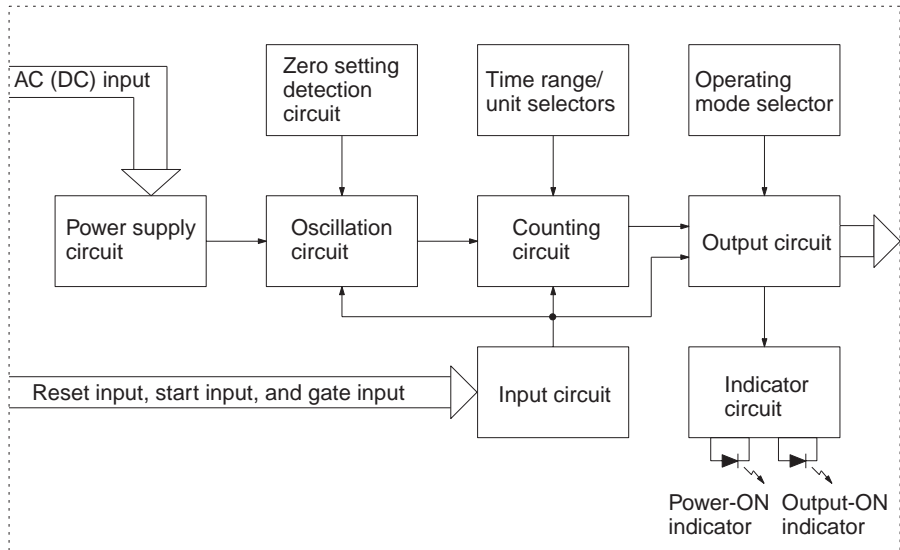 AC (DC) input
Zero setting
detection
circuit
Time range/
unit selectors
Operating
mode selector
Power supply
circuit
Oscillation
circuit
Counting
circuit
Output circuit
Reset input, start input, and gate input
Input circuit
Indicator
circuit
Power-ON
indicator
Output-ON
indicator